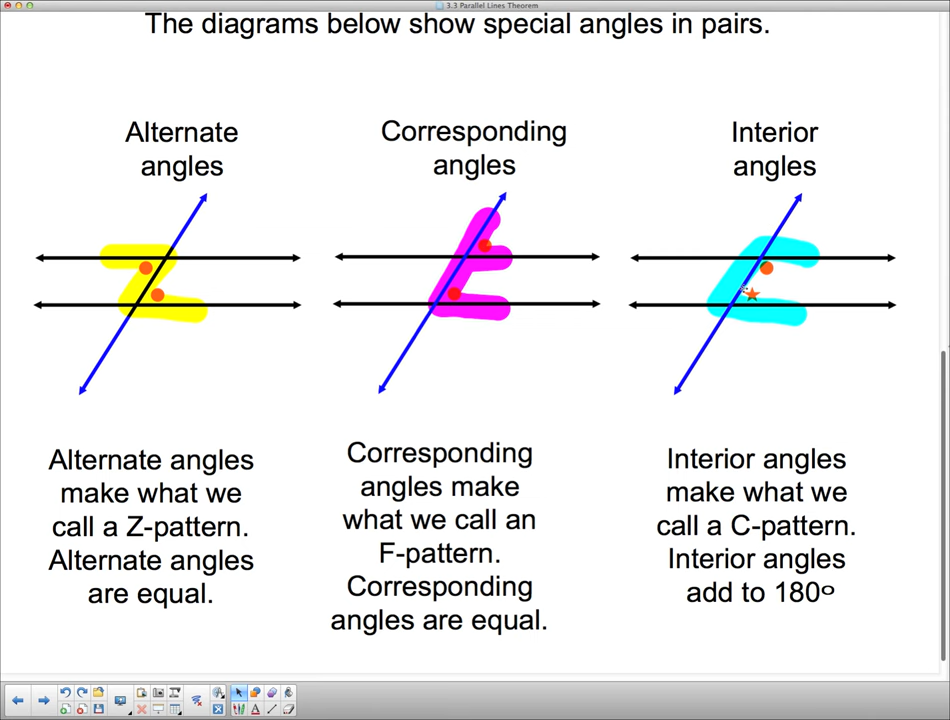 3.3 Parallel Lines Theorem
The diagrams below show special angles in pairs.
Alternate
angles
Corresponding
angles
Interior
angles
Alternate angles
make what we
call a Z-pattern.
Alternate angles
are equal.
Corresponding
angles make
what we call an
F-pattern.
Corresponding
angles are equal.
Interior angles
make what we
call a C-pattern.
Interior angles
add to 180º